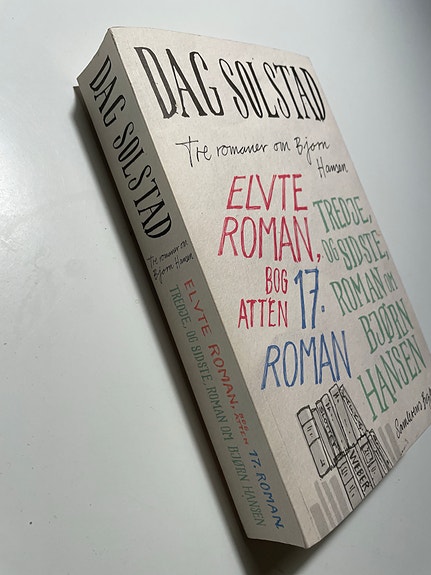 DAG SOLSTAD
Tre romaner om Bjørn
Hansen
ELVTE
ROMAN,
BOG
ATTEN
17.
ROMAN
TREDJE,
OG SIDSTE,
ROMAN OM
BJØRN
HANSEN
DAG SOLSTAD
Tre romaner om
Bjørn Hansen
ELVTE ROMAN, BOG
ATTEN 17. ROMAN
TREDJE, OG SIDSTE, ROMAN OM BJØRN HANSEN